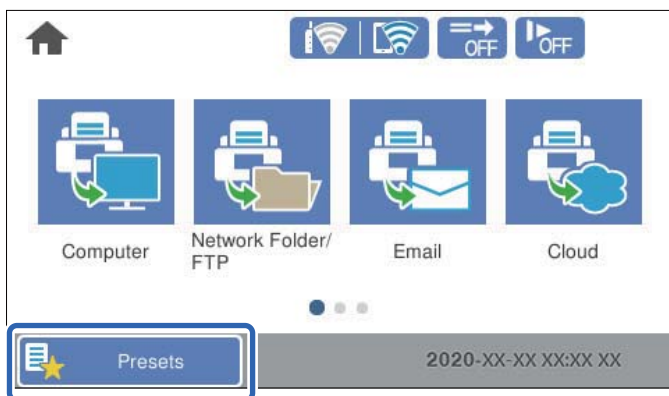 OFF
OFF
Computer
Network Folder/
FTP
Email
Cloud
Presets
2020-XX-XX XX:XX XX